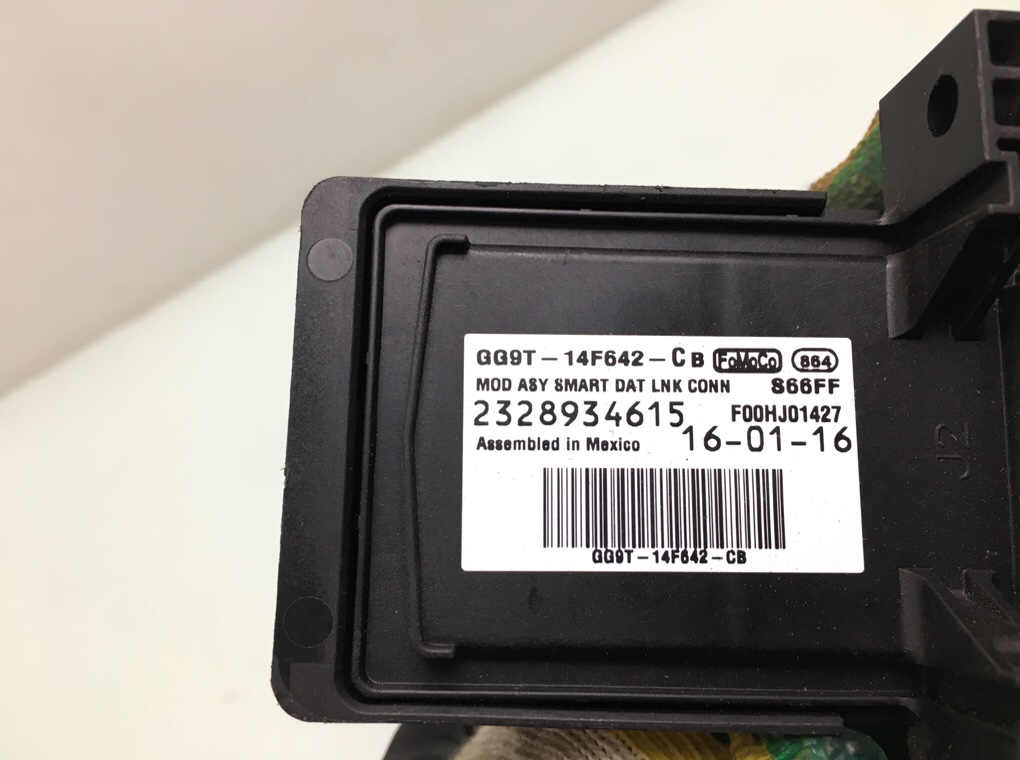 GG9T-14F642-CB FoMoCo 864
MOD ASY SMART DAT LNK CONN S66FF
2328934615 F00HJ01427
Assembled in Mexico 16-01-16
GG9T-14F642-CB
J2